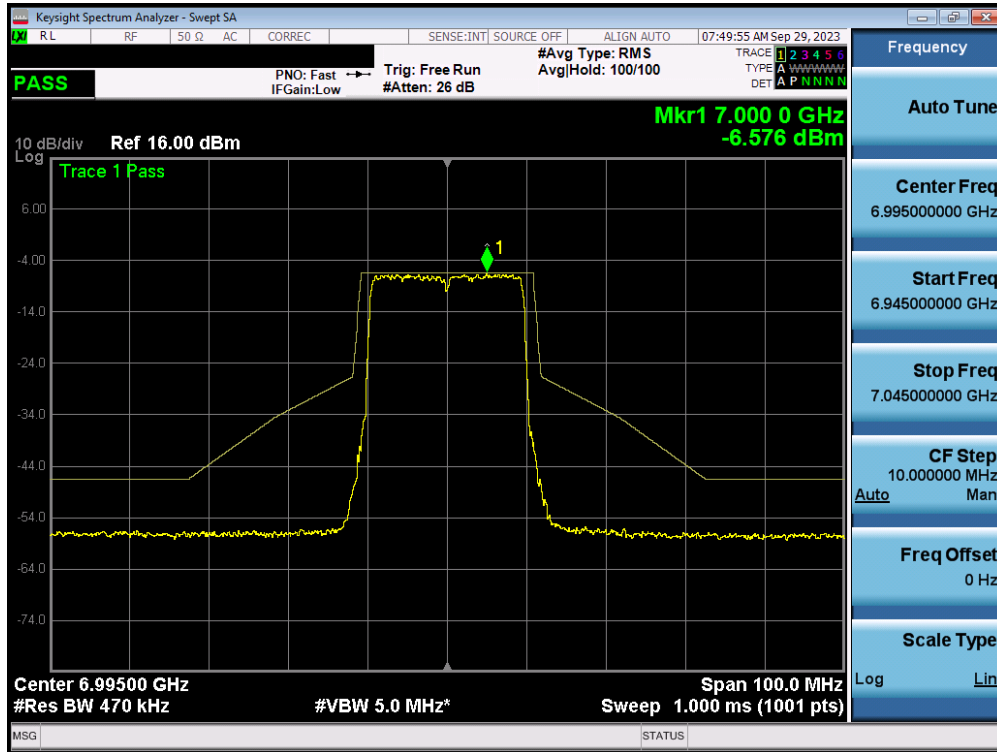 Keysight Spectrum Analyzer - Swept SA
LXI RL RF 50 Ω AC CORREC SENSE:INT SOURCE OFF ALIGN AUTO 07:49:55 AM Sep 29, 2023
PASS
PNO: Fast
IFGain:Low
Trig: Free Run
#Atten: 26 dB
#Avg Type: RMS
Avg|Hold: 100/100
TRACE 1 2 3 4 5 6
TYPE A WWWWW
DET A P N N N N
Mkr1 7.000 0 GHz
-6.576 dBm
10 dB/div Ref 16.00 dBm
Log
Trace 1 Pass
1
6.00
-4.00
-14.0
-24.0
-34.0
-44.0
-54.0
-64.0
-74.0
Center 6.99500 GHz Span 100.0 MHz
#Res BW 470 kHz #VBW 5.0 MHz* Sweep 1.000 ms (1001 pts)
MSG STATUS
Frequency
Auto Tune
Center Freq
6.995000000 GHz
Start Freq
6.945000000 GHz
Stop Freq
7.045000000 GHz
CF Step
10.000000 MHz
Auto Man
Freq Offset
0 Hz
Scale Type
Log Lin